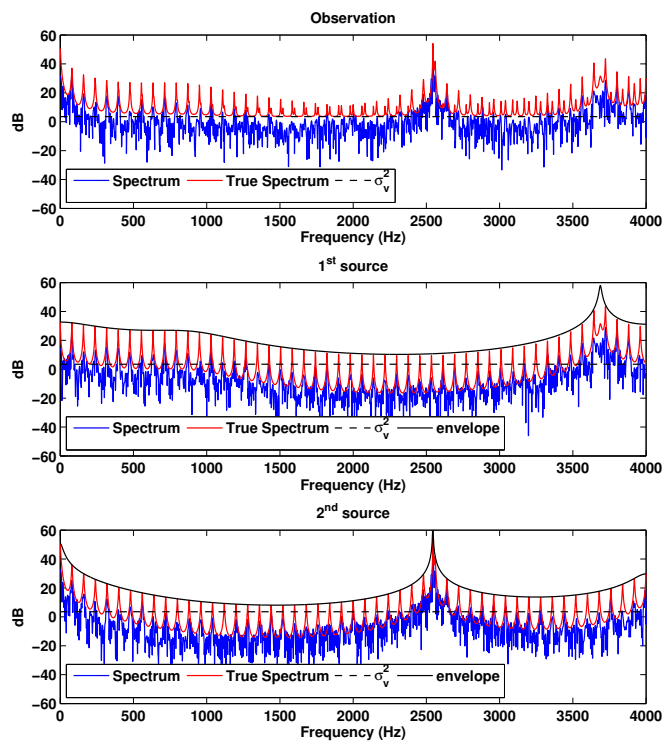 Observation
60
40
20
0
−20
−40
−60
dB
Spectrum True Spectrum σ_v^2
0 500 1000 1500 2000 2500 3000 3500 4000
Frequency (Hz)
1^st source
60
40
20
0
−20
−40
−60
dB
Spectrum True Spectrum σ_v^2 envelope
0 500 1000 1500 2000 2500 3000 3500 4000
Frequency (Hz)
2^nd source
60
40
20
0
−20
−40
−60
dB
Spectrum True Spectrum σ_v^2 envelope
0 500 1000 1500 2000 2500 3000 3500 4000
Frequency (Hz)